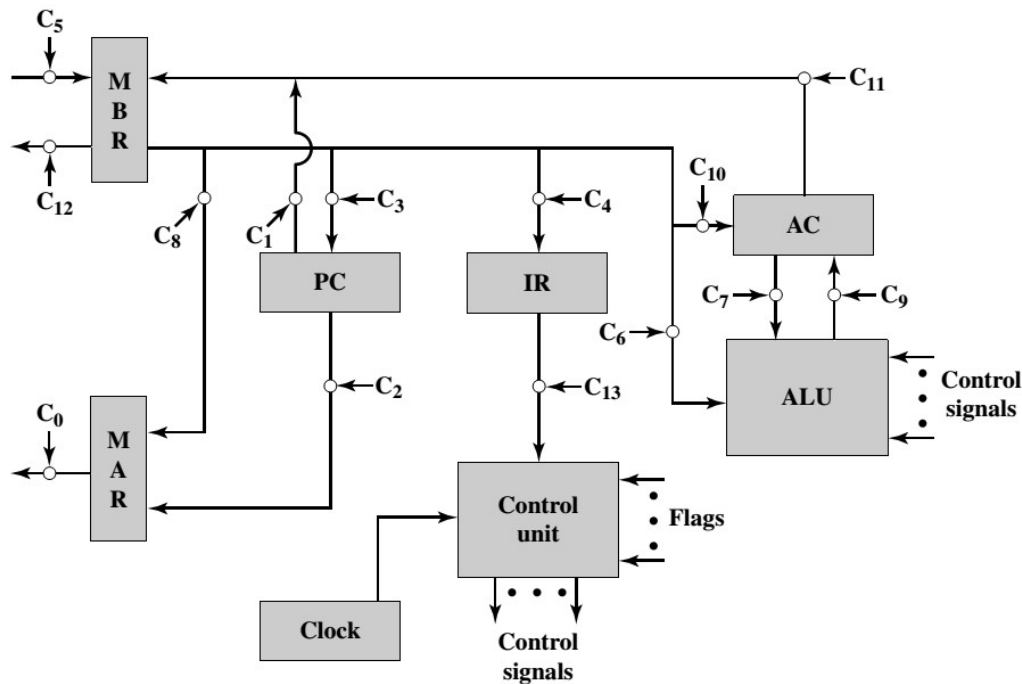 C5
M
B
R
C11
C12
C8
C1
C3
C4
C10
AC
PC
IR
C7
C9
C6
C2
C13
ALU
Control
signals
C0
M
A
R
Control
unit
Flags
Clock
Control
signals